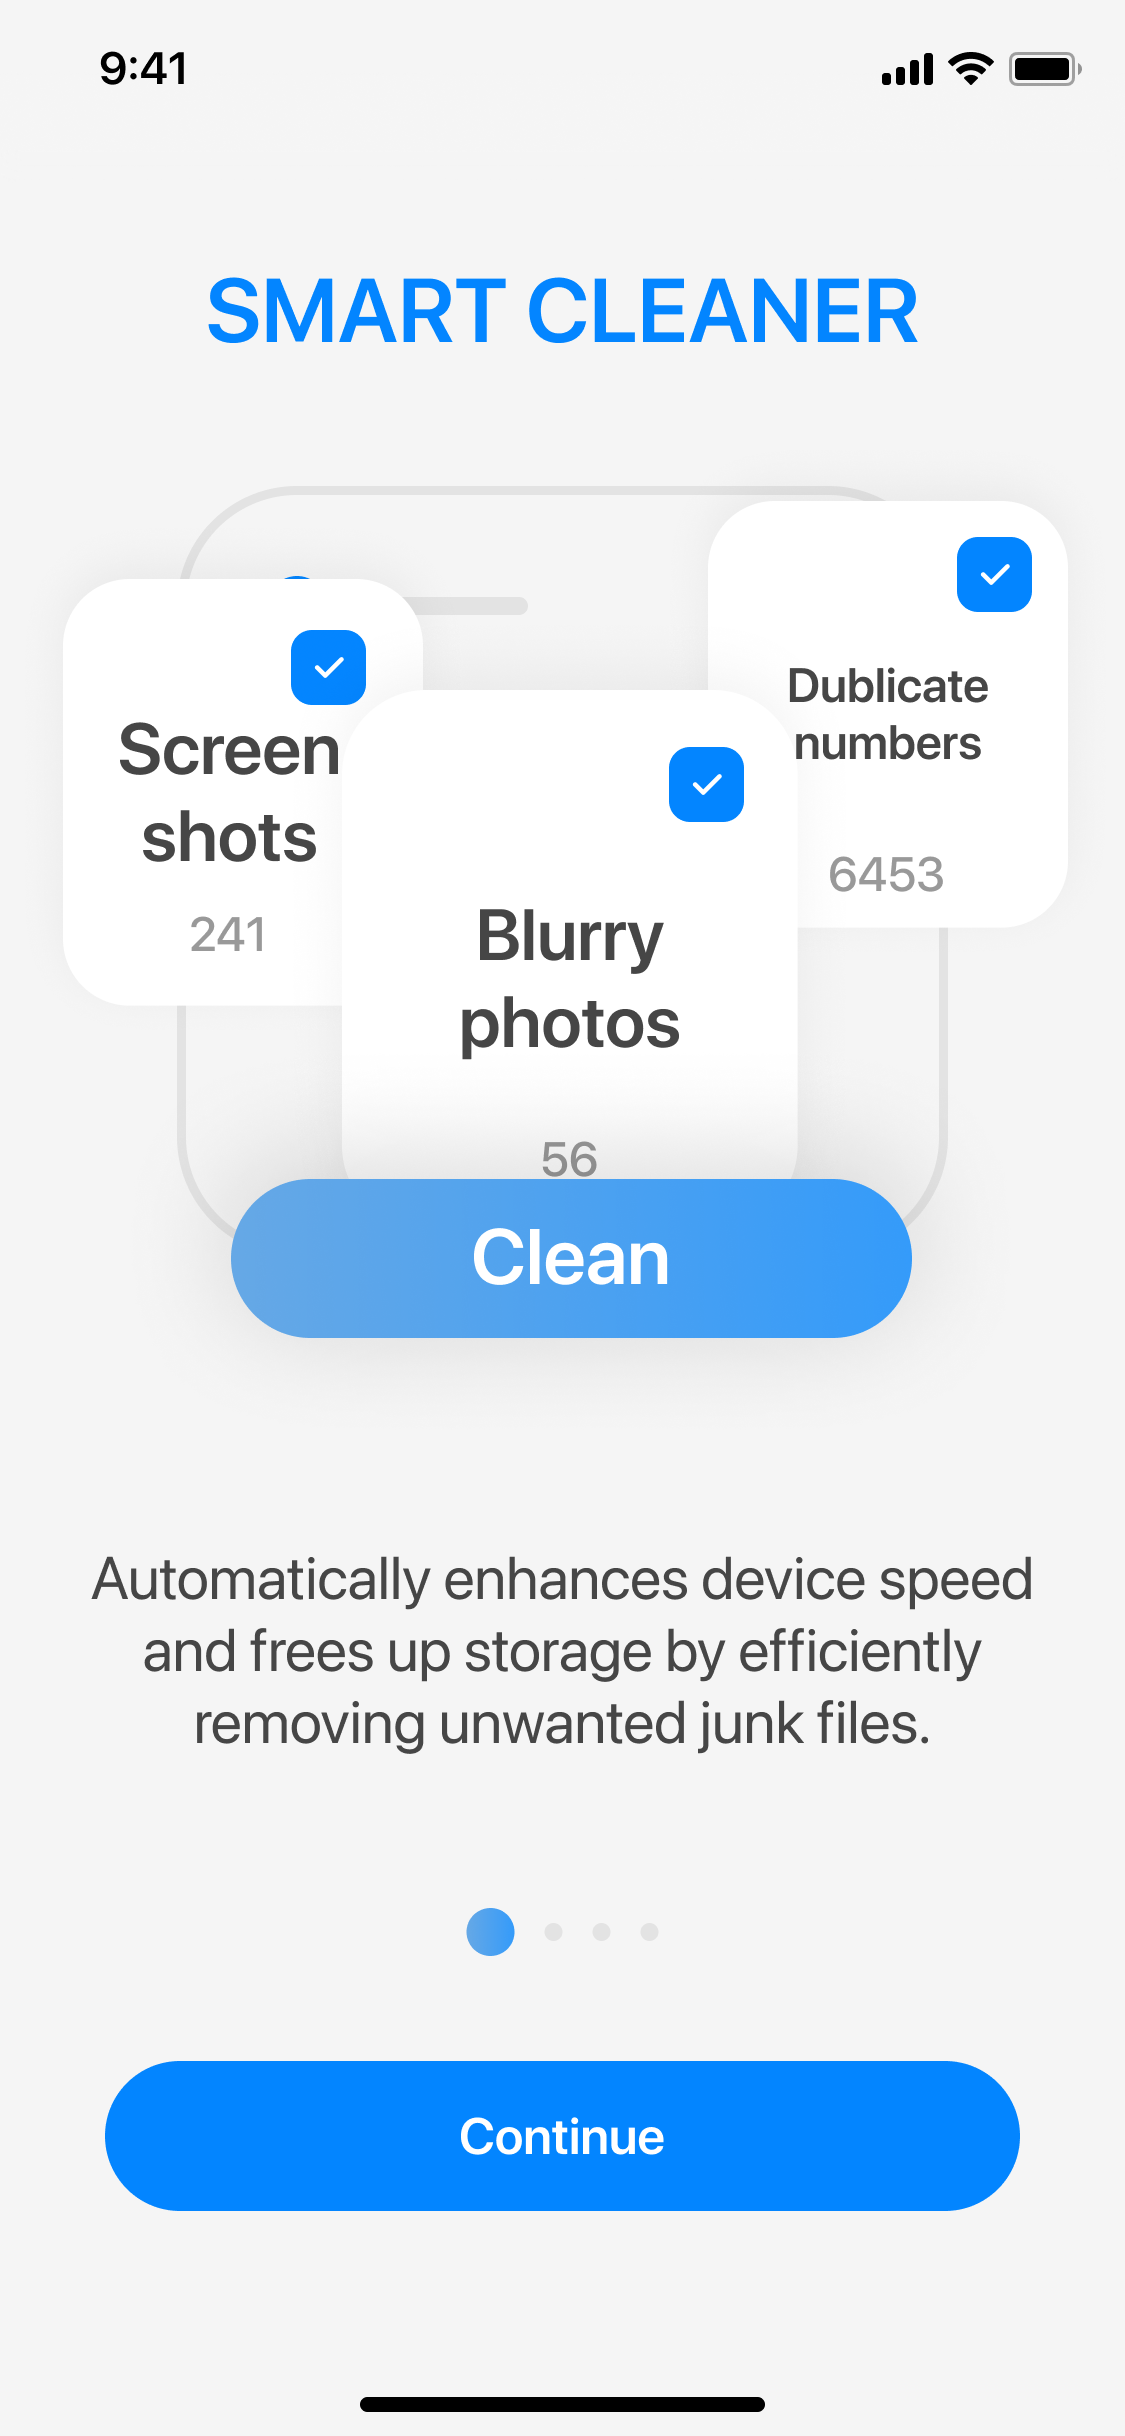 9:41
SMART CLEANER
Dublicate
numbers
6453
Screen
shots
241
Blurry
photos
56
Clean
Automatically enhances device speed
and frees up storage by efficiently
removing unwanted junk files.
Continue